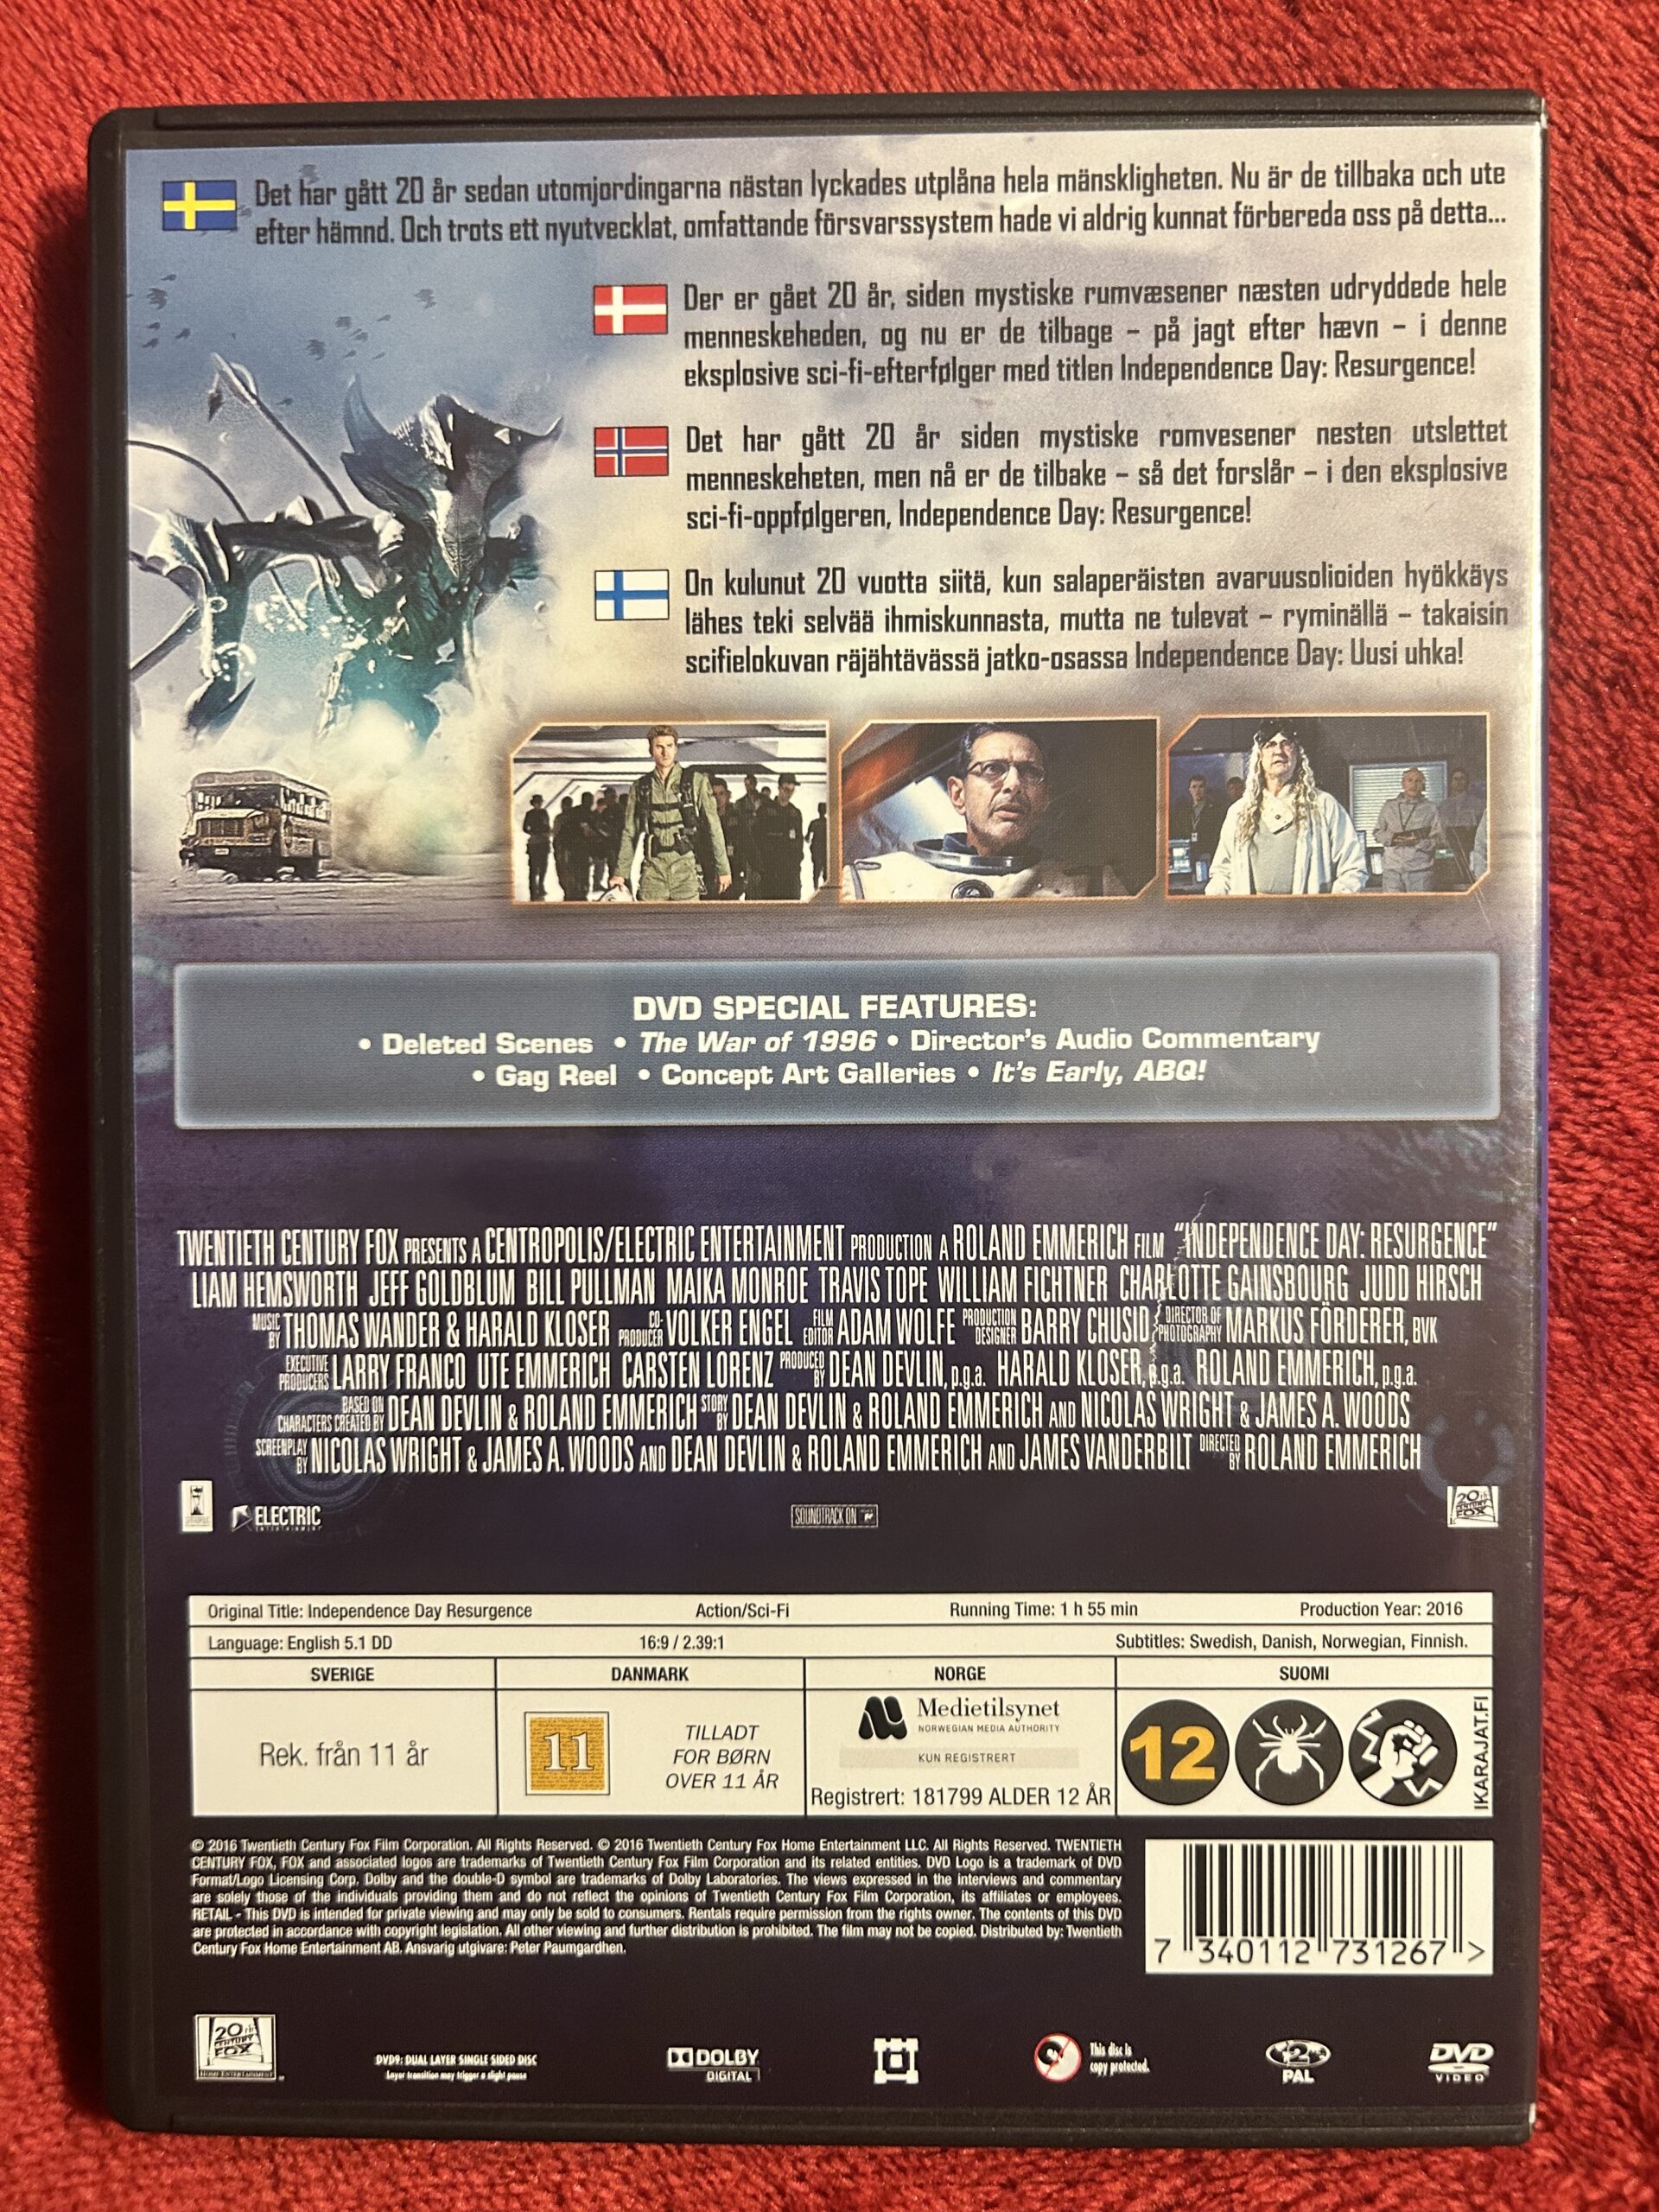 Det har gått 20 år sedan utomjordingarna nästan lyckades utplåna hela mänskligheten. Nu är de tillbaka och ute
efter hämnd. Och trots ett nyutvecklat, omfattande försvarssystem hade vi aldrig kunnat förbereda oss på detta...
Der er gået 20 år, siden mystiske rumvæsener næsten udryddede hele
menneskeheden, og nu er de tilbage – på jagt efter hævn – i denne
eksplosive sci-fi-efterfølger med titlen Independence Day: Resurgence!
Det har gått 20 år siden mystiske romvesener nesten utslettet
menneskeheten, men nå er de tilbake – så det forslår – i den eksplosive
sci-fi-oppfølgeren, Independence Day: Resurgence!
On kulunut 20 vuotta siitä, kun salaperäisten avaruusolioiden hyökkäys
lähes teki selvää ihmiskunnasta, mutta ne tulevat – ryminällä – takaisin
scifielokuvan räjähtävässä jatko-osassa Independence Day: Uusi uhka!
DVD SPECIAL FEATURES:
• Deleted Scenes • The War of 1996 • Director's Audio Commentary
• Gag Reel • Concept Art Galleries • It's Early, ABQ!
TWENTIETH CENTURY FOX PRESENTS A CENTROPOLIS/ELECTRIC ENTERTAINMENT PRODUCTION A ROLAND EMMERICH FILM "INDEPENDENCE DAY: RESURGENCE"
LIAM HEMSWORTH JEFF GOLDBLUM BILL PULLMAN MAIKA MONROE TRAVIS TOPE WILLIAM FICHTNER CHARLOTTE GAINSBOURG JUDD HIRSCH
MUSIC BY THOMAS WANDER & HARALD KLOSER CO-PRODUCER VOLKER ENGEL FILM EDITOR ADAM WOLFE PRODUCTION DESIGNER BARRY CHUSID DIRECTOR OF PHOTOGRAPHY MARKUS FÖRDERER, BVK
EXECUTIVE PRODUCERS LARRY FRANCO UTE EMMERICH CARSTEN LORENZ PRODUCED BY DEAN DEVLIN, p.g.a. HARALD KLOSER, p.g.a. ROLAND EMMERICH, p.g.a.
BASED ON CHARACTERS CREATED BY DEAN DEVLIN & ROLAND EMMERICH STORY BY DEAN DEVLIN & ROLAND EMMERICH AND NICOLAS WRIGHT & JAMES A. WOODS
SCREENPLAY BY NICOLAS WRIGHT & JAMES A. WOODS AND DEAN DEVLIN & ROLAND EMMERICH AND JAMES VANDERBILT DIRECTED BY ROLAND EMMERICH
ELECTRIC ENTERTAINMENT
SOUNDTRACK ON
20th CENTURY FOX
Original Title: Independence Day Resurgence Action/Sci-Fi Running Time: 1 h 55 min Production Year: 2016
Language: English 5.1 DD 16:9 / 2.39:1 Subtitles: Swedish, Danish, Norwegian, Finnish.
SVERIGE DANMARK NORGE SUOMI
Rek. från 11 år
11
TILLADT
FOR BØRN
OVER 11 ÅR
Medietilsynet
NORWEGIAN MEDIA AUTHORITY
KUN REGISTRERT
Registrert: 181799 ALDER 12 ÅR
12
IKARAJAT.FI
© 2016 Twentieth Century Fox Film Corporation. All Rights Reserved. © 2016 Twentieth Century Fox Home Entertainment LLC. All Rights Reserved. TWENTIETH
CENTURY FOX, FOX and associated logos are trademarks of Twentieth Century Fox Film Corporation and its related entities. DVD Logo is a trademark of DVD
Format/Logo Licensing Corp. Dolby and the double-D symbol are trademarks of Dolby Laboratories. The views expressed in the interviews and commentary
are solely those of the individuals providing them and do not reflect the opinions of Twentieth Century Fox Film Corporation, its affiliates or employees.
RETAIL - This DVD is intended for private viewing and may only be sold to consumers. Rentals require permission from the rights owner. The contents of this DVD
are protected in accordance with copyright legislation. All other viewing and further distribution is prohibited. The film may not be copied. Distributed by: Twentieth
Century Fox Home Entertainment AB. Ansvarig utgivare: Peter Paumgardhen.
7 340112 731267 >
20th CENTURY FOX
HOME ENTERTAINMENT
DVD9: DUAL LAYER SINGLE SIDED DISC
Layer transition may trigger a slight pause
DOLBY
DIGITAL
This disc is
copy protected.
2
PAL
DVD
VIDEO